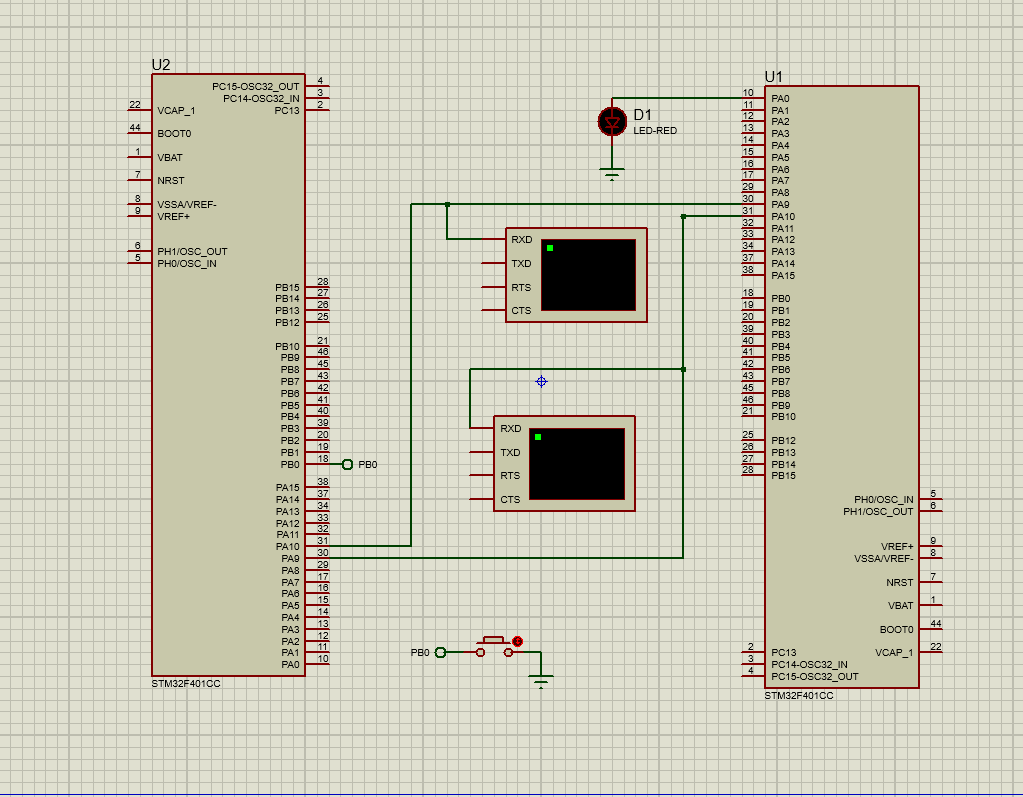 U2
PC15-OSC32_OUT 4
PC14-OSC32_IN 3
PC13 2
22 VCAP_1
44 BOOT0
1 VBAT
7 NRST
8 VSSA/VREF-
9 VREF+
6 PH1/OSC_OUT
5 PH0/OSC_IN
PB15 28
PB14 27
PB13 26
PB12 25
PB10 21
PB9 46
PB8 45
PB7 43
PB6 42
PB5 41
PB4 40
PB3 39
PB2 20
PB1 19
PB0 18
PB0
PA15 38
PA14 37
PA13 34
PA12 33
PA11 32
PA10 31
PA9 30
PA8 29
PA7 17
PA6 16
PA5 15
PA4 14
PA3 13
PA2 12
PA1 11
PA0 10
STM32F401CC
D1
LED-RED
RXD
TXD
RTS
CTS
RXD
TXD
RTS
CTS
PB0
U1
10 PA0
11 PA1
12 PA2
13 PA3
14 PA4
15 PA5
16 PA6
17 PA7
29 PA8
30 PA9
31 PA10
32 PA11
33 PA12
34 PA13
37 PA14
38 PA15
18 PB0
19 PB1
20 PB2
39 PB3
40 PB4
41 PB5
42 PB6
43 PB7
45 PB8
46 PB9
21 PB10
25 PB12
26 PB13
27 PB14
28 PB15
PH0/OSC_IN 5
PH1/OSC_OUT 6
VREF+ 9
VSSA/VREF- 8
NRST 7
VBAT 1
BOOT0 44
2 PC13 VCAP_1 22
3 PC14-OSC32_IN
4 PC15-OSC32_OUT
STM32F401CC